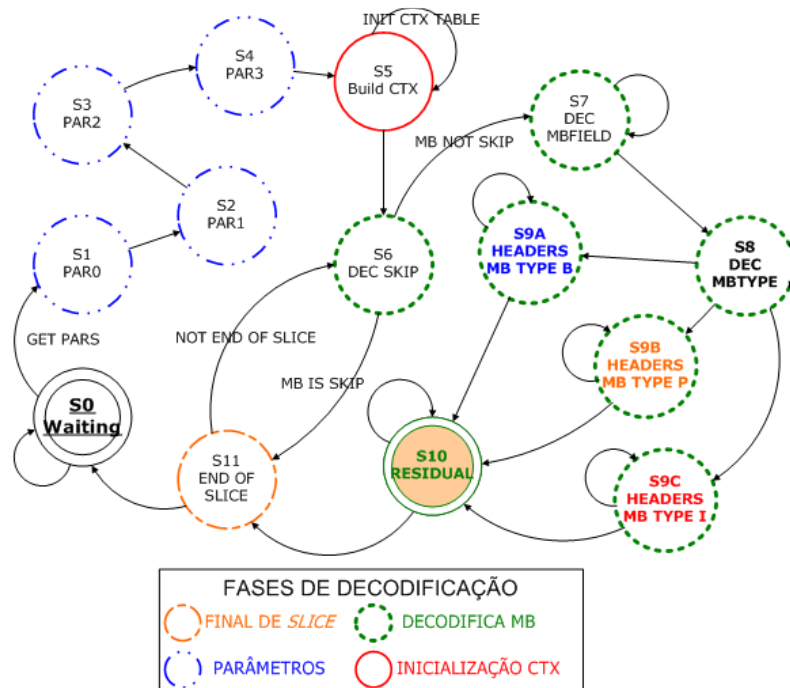 INIT CTX TABLE
S4
PAR3
S5
Build CTX
S3
PAR2
S7
DEC
MBFIELD
MB NOT SKIP
S2
PAR1
S1
PAR0
S6
DEC SKIP
S9A
HEADERS
MB TYPE B
S8
DEC
MBTYPE
GET PARS
NOT END OF SLICE
S9B
HEADERS
MB TYPE P
MB IS SKIP
S0
Waiting
S11
END OF
SLICE
S10
RESIDUAL
S9C
HEADERS
MB TYPE I
FASES DE DECODIFICAÇÃO
FINAL DE SLICE
DECODIFICA MB
PARÂMETROS
INICIALIZAÇÃO CTX